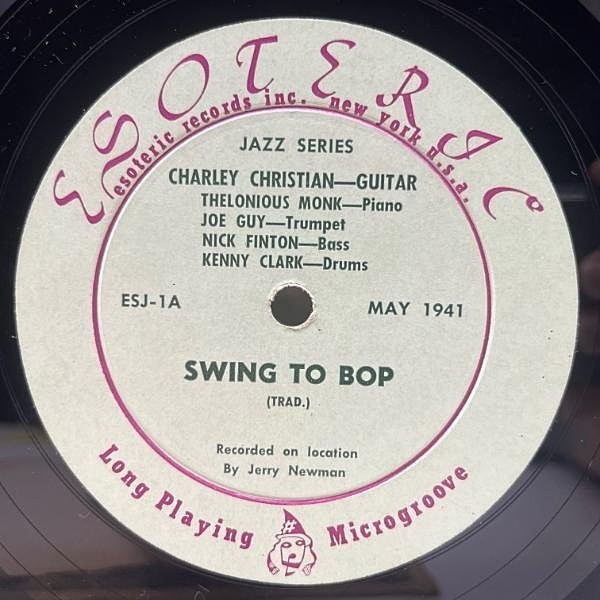 ESOTERIC
esoteric records inc. new york u.s.a.
JAZZ SERIES
CHARLEY CHRISTIAN—GUITAR
THELONIOUS MONK—Piano
JOE GUY—Trumpet
NICK FINTON—Bass
KENNY CLARK—Drums
ESJ-1A MAY 1941
SWING TO BOP
(TRAD.)
Recorded on location
By Jerry Newman
Long Playing Microgroove